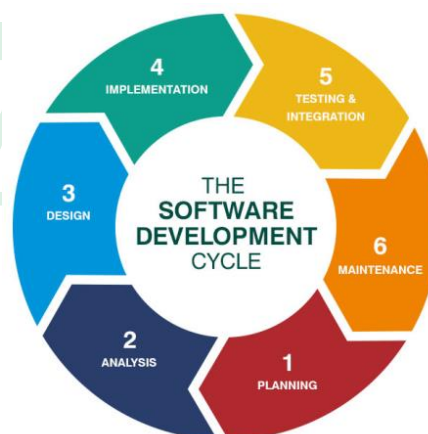 THE
SOFTWARE
DEVELOPMENT
CYCLE
1
PLANNING
2
ANALYSIS
3
DESIGN
4
IMPLEMENTATION
5
TESTING &
INTEGRATION
6
MAINTENANCE